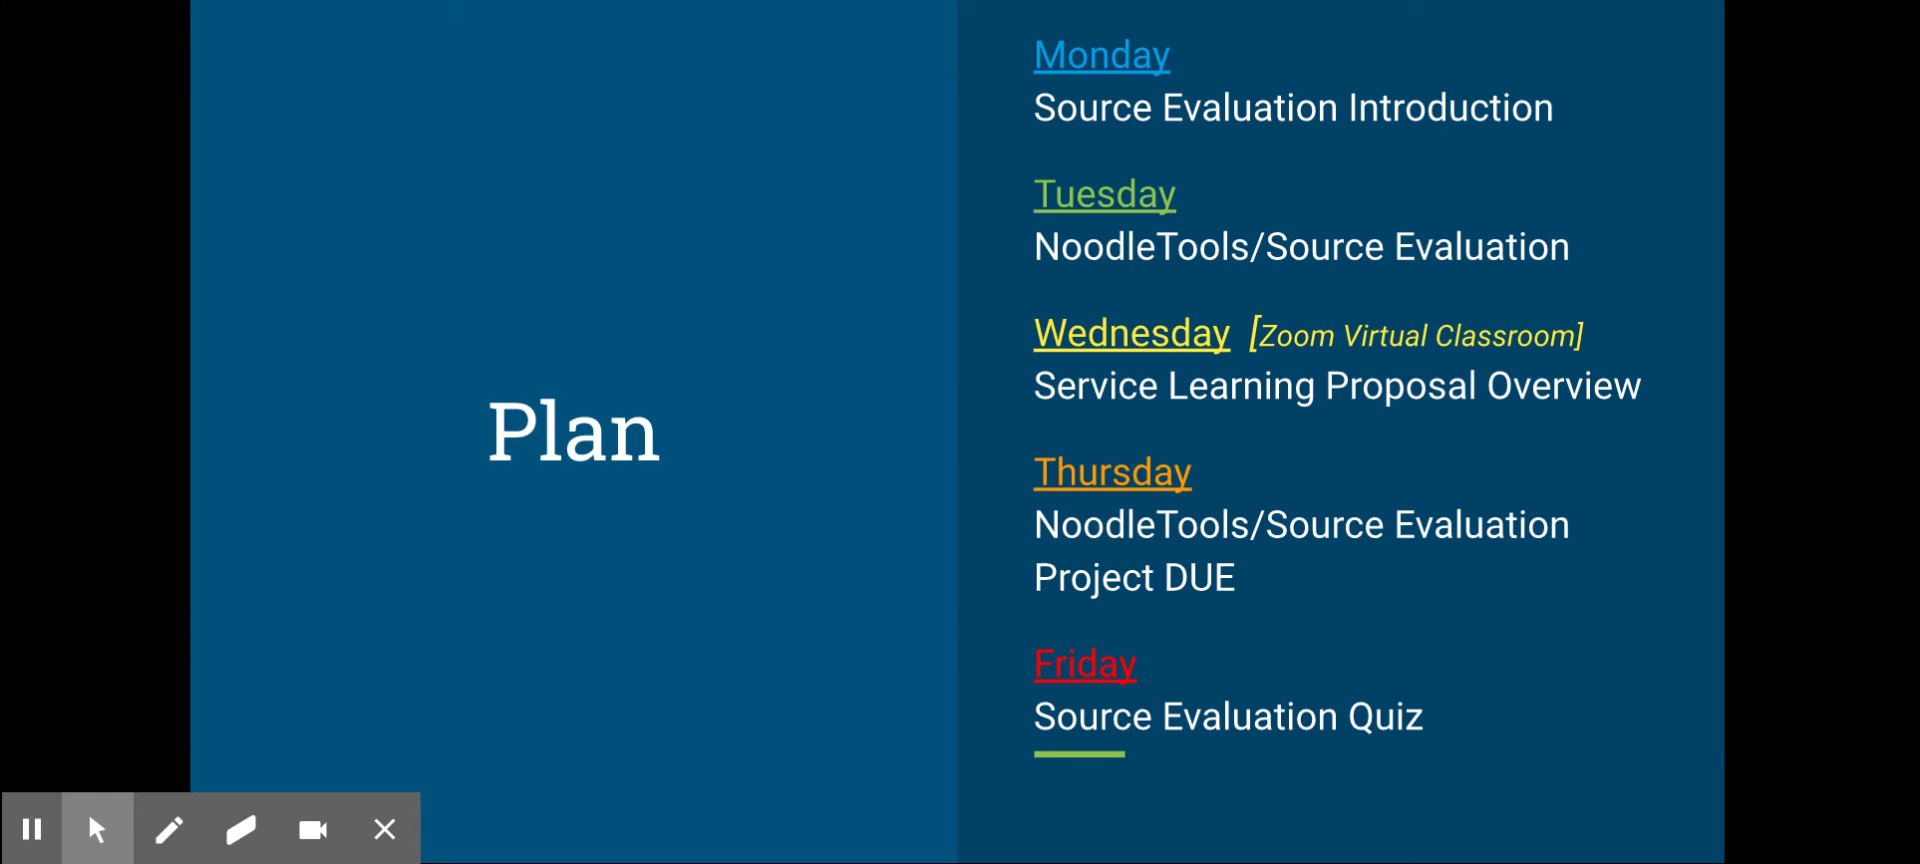 Plan
Monday
Source Evaluation Introduction
Tuesday
NoodleTools/Source Evaluation
Wednesday [Zoom Virtual Classroom]
Service Learning Proposal Overview
Thursday
NoodleTools/Source Evaluation
Project DUE
Friday
Source Evaluation Quiz